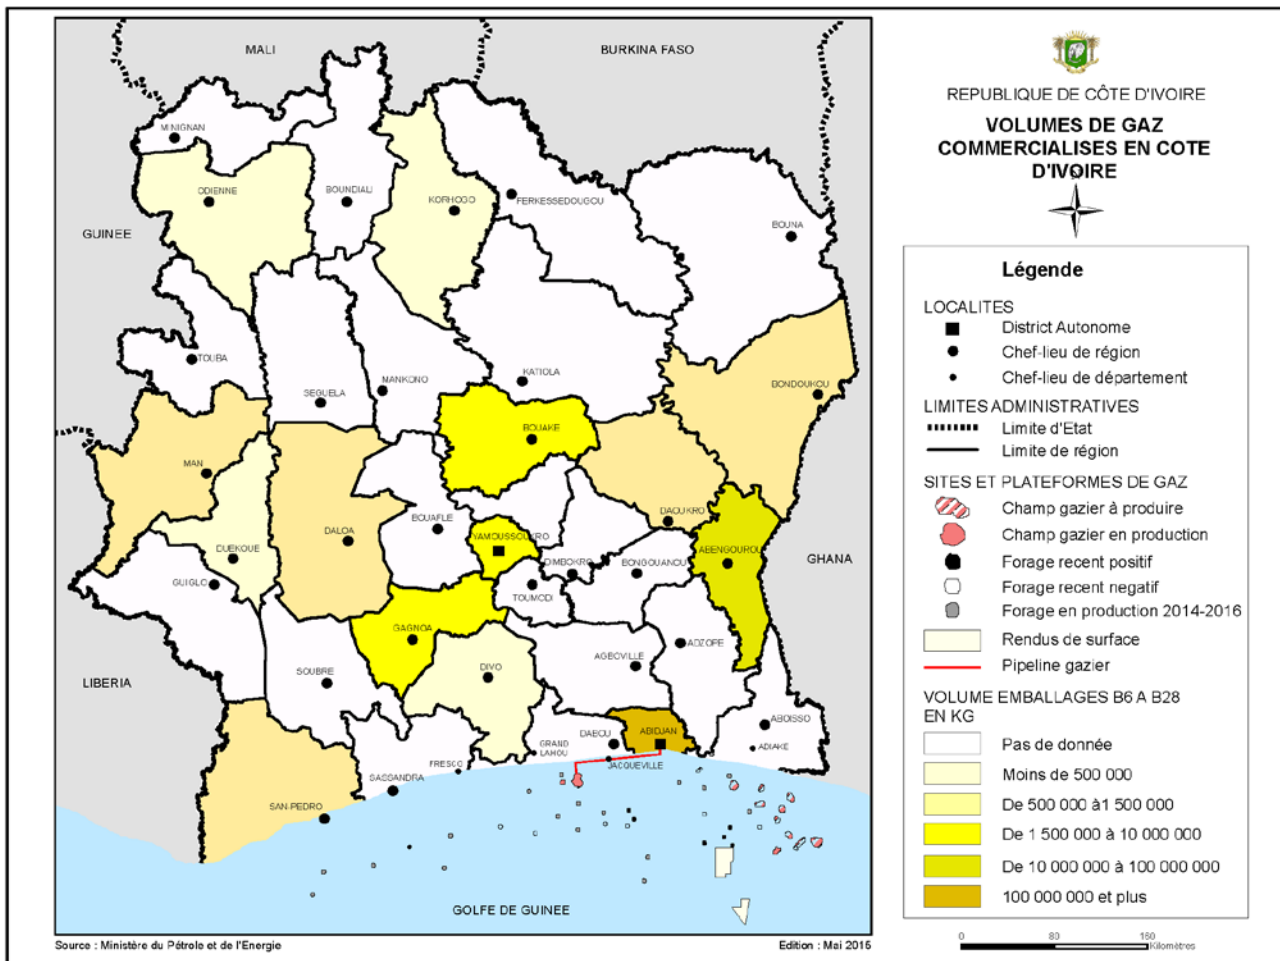 MALI
BURKINA FASO
MINIGNAN
ODIENNE
BOUNDIALI
KORHOGO
FERKESSEDOUGOU
BOUNA
GUINEE
TOUBA
SEGUELA
MANKONO
KATIOLA
BONDOUKOU
BOUAKE
MAN
DALOA
BOUAFLE
DAOUKRO
YAMOUSSOUKRO
ABENGOUROU
DUEKOUE
DIMBOKRO
BONGOUANOU
GHANA
GUIGLO
TOUMODI
GAGNOA
ADZOPE
AGBOVILLE
DIVO
SOUBRE
LIBERIA
ABOISSO
ABIDJAN
DABOU
GRAND
LAHOU
ADIAKE
JACQUEVILLE
FRESCO
SASSANDRA
SAN-PEDRO
GOLFE DE GUINEE
Source : Ministère du Pétrole et de l'Energie
Edition : Mai 2015
REPUBLIQUE DE CÔTE D'IVOIRE
VOLUMES DE GAZ
COMMERCIALISES EN COTE
D'IVOIRE
Légende
LOCALITES
District Autonome
Chef-lieu de région
Chef-lieu de département
LIMITES ADMINISTRATIVES
Limite d'Etat
Limite de région
SITES ET PLATEFORMES DE GAZ
Champ gazier à produire
Champ gazier en production
Forage recent positif
Forage recent negatif
Forage en production 2014-2016
Rendus de surface
Pipeline gazier
VOLUME EMBALLAGES B6 A B28
EN KG
Pas de donnée
Moins de 500 000
De 500 000 à1 500 000
De 1 500 000 à 10 000 000
De 10 000 000 à 100 000 000
100 000 000 et plus
0 80 160
Kilomètres